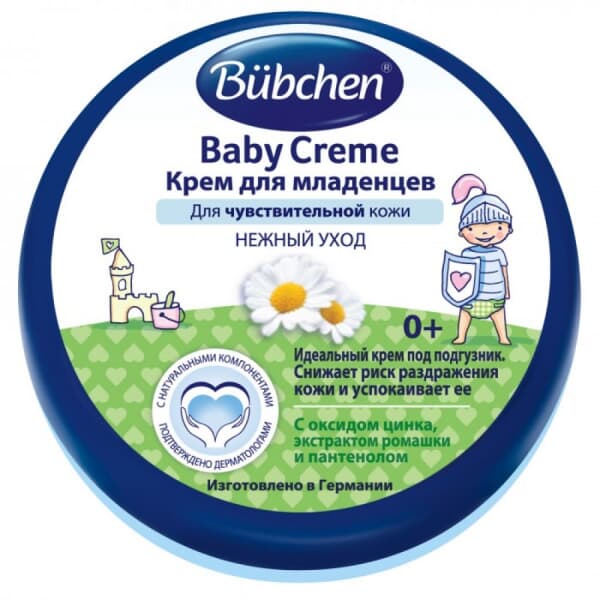 Bübchen®
Baby Creme
Крем для младенцев
Для чувствительной кожи
НЕЖНЫЙ УХОД
0+
Идеальный крем под подгузник.
Снижает риск раздражения
кожи и успокаивает ее
С НАТУРАЛЬНЫМИ КОМПОНЕНТАМИ
ПОДТВЕРЖДЕНО ДЕРМАТОЛОГАМИ
С оксидом цинка,
экстрактом ромашки
и пантенолом
Изготовлено в Германии